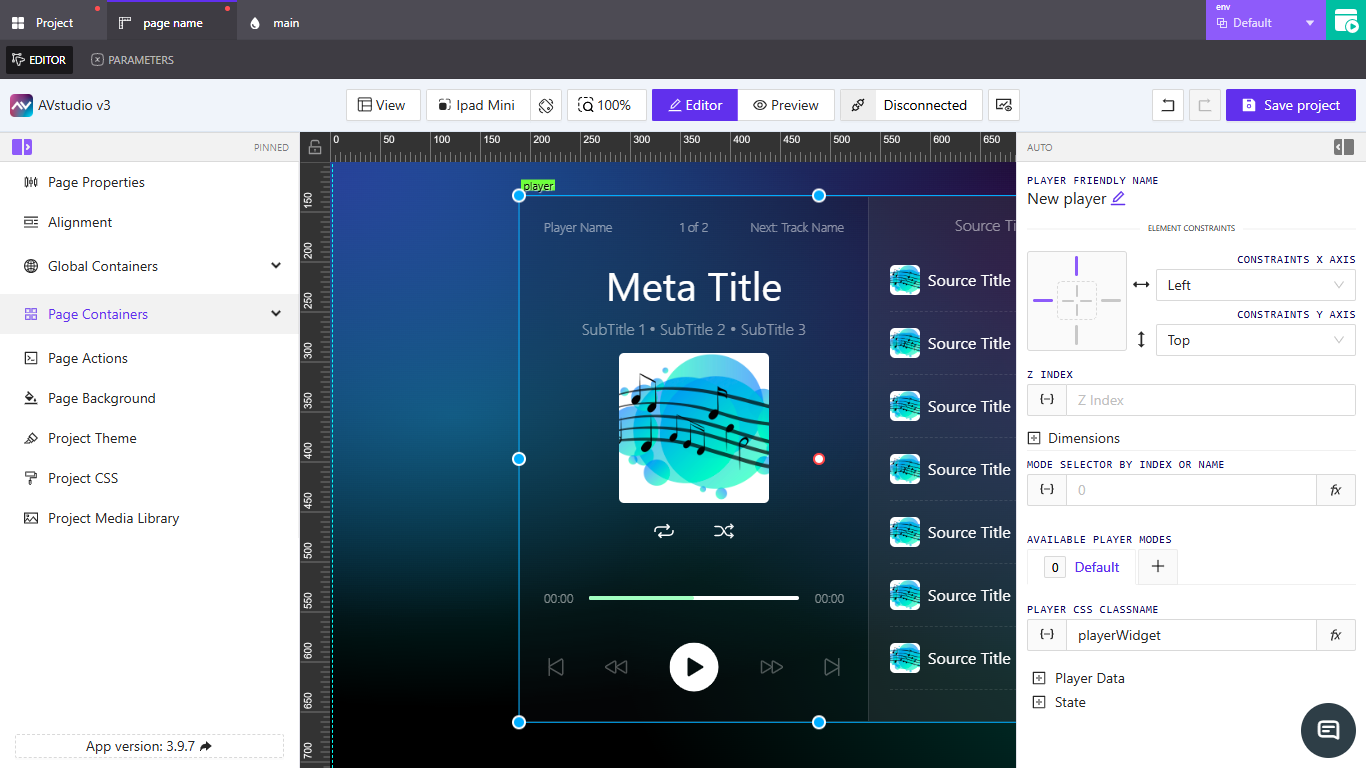 Project
page name
main
env
Default
EDITOR
PARAMETERS
AVstudio v3
View
Ipad Mini
100%
Editor
Preview
Disconnected
Save project
PINNED
Page Properties
Alignment
Global Containers
Page Containers
Page Actions
Page Background
Project Theme
Project CSS
Project Media Library
App version: 3.9.7
0 50 100 150 200 250 300 350 400 450 500 550 600 650
150
200
250
300
350
400
450
500
550
600
650
700
player
Player Name
1 of 2
Next: Track Name
Meta Title
SubTitle 1 • SubTitle 2 • SubTitle 3
00:00
00:00
Source Ti
Source Title
Source Title
Source Title
Source Title
Source Title
Source Title
Source Title
AUTO
PLAYER FRIENDLY NAME
New player
ELEMENT CONSTRAINTS
CONSTRAINTS X AXIS
Left
CONSTRAINTS Y AXIS
Top
Z INDEX
{--}
Z Index
Dimensions
MODE SELECTOR BY INDEX OR NAME
{--}
0
fx
AVAILABLE PLAYER MODES
0
Default
PLAYER CSS CLASSNAME
{--}
playerWidget
fx
Player Data
State